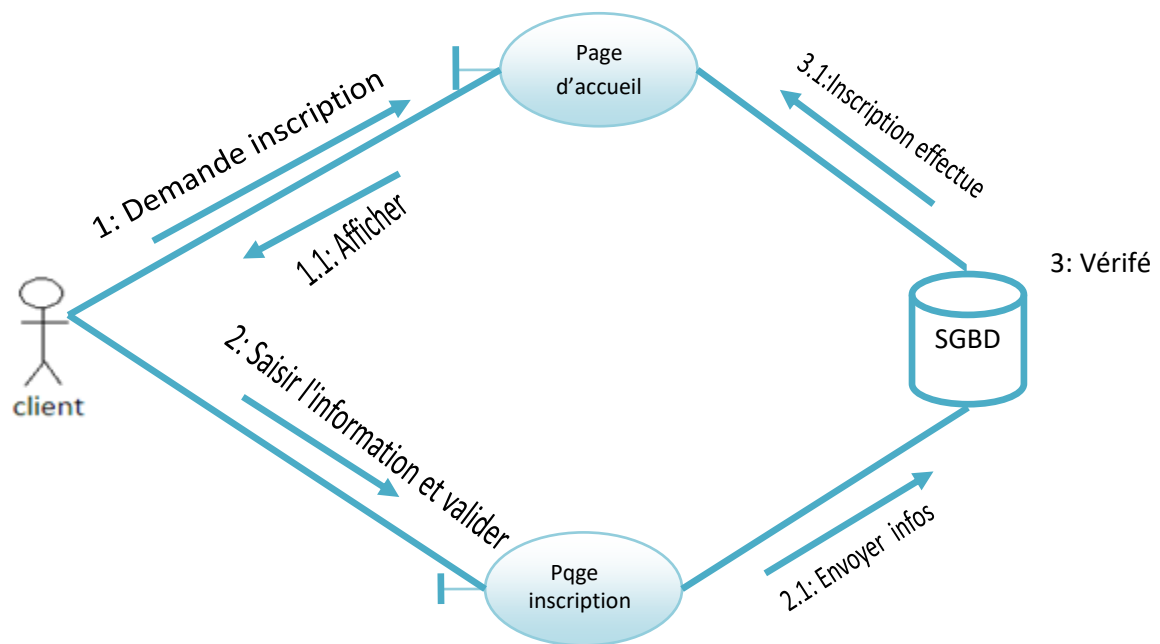 Page
d’accueil
3.1:Inscription effectue
1: Demande inscription
1.1: Afficher
3: Vérifé
SGBD
client
2: Saisir l'information et valider
2.1: Envoyer infos
Pqge
inscription